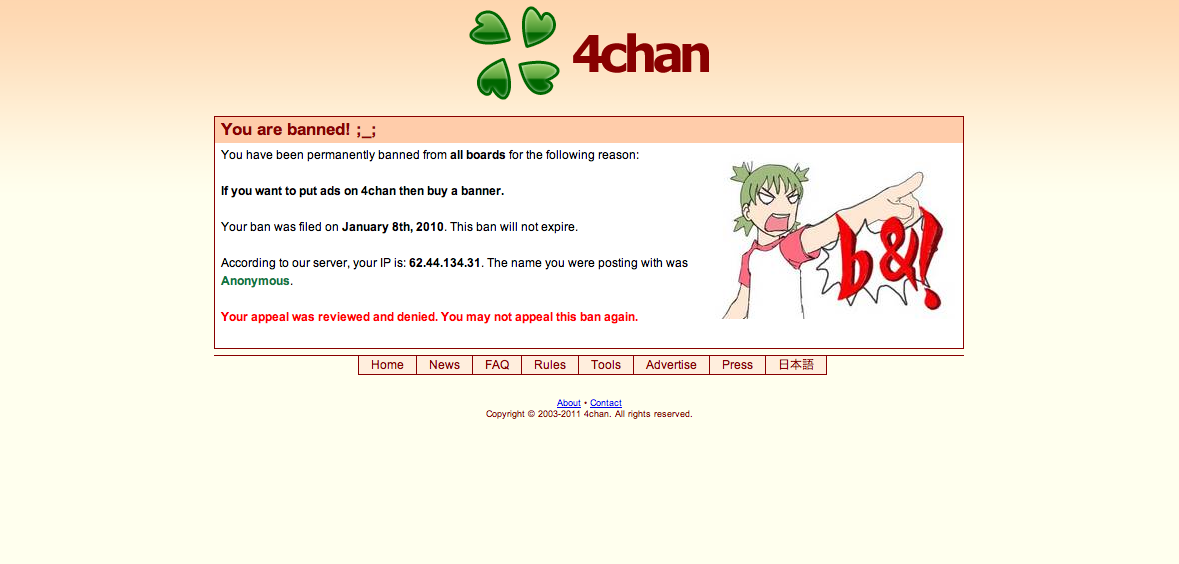 4chan
You are banned! ;_;
You have been permanently banned from all boards for the following reason:
If you want to put ads on 4chan then buy a banner.
Your ban was filed on January 8th, 2010. This ban will not expire.
According to our server, your IP is: 62.44.134.31. The name you were posting with was
Anonymous.
Your appeal was reviewed and denied. You may not appeal this ban again.
b&!
Home News FAQ Rules Tools Advertise Press 日本語
About • Contact
Copyright © 2003-2011 4chan. All rights reserved.